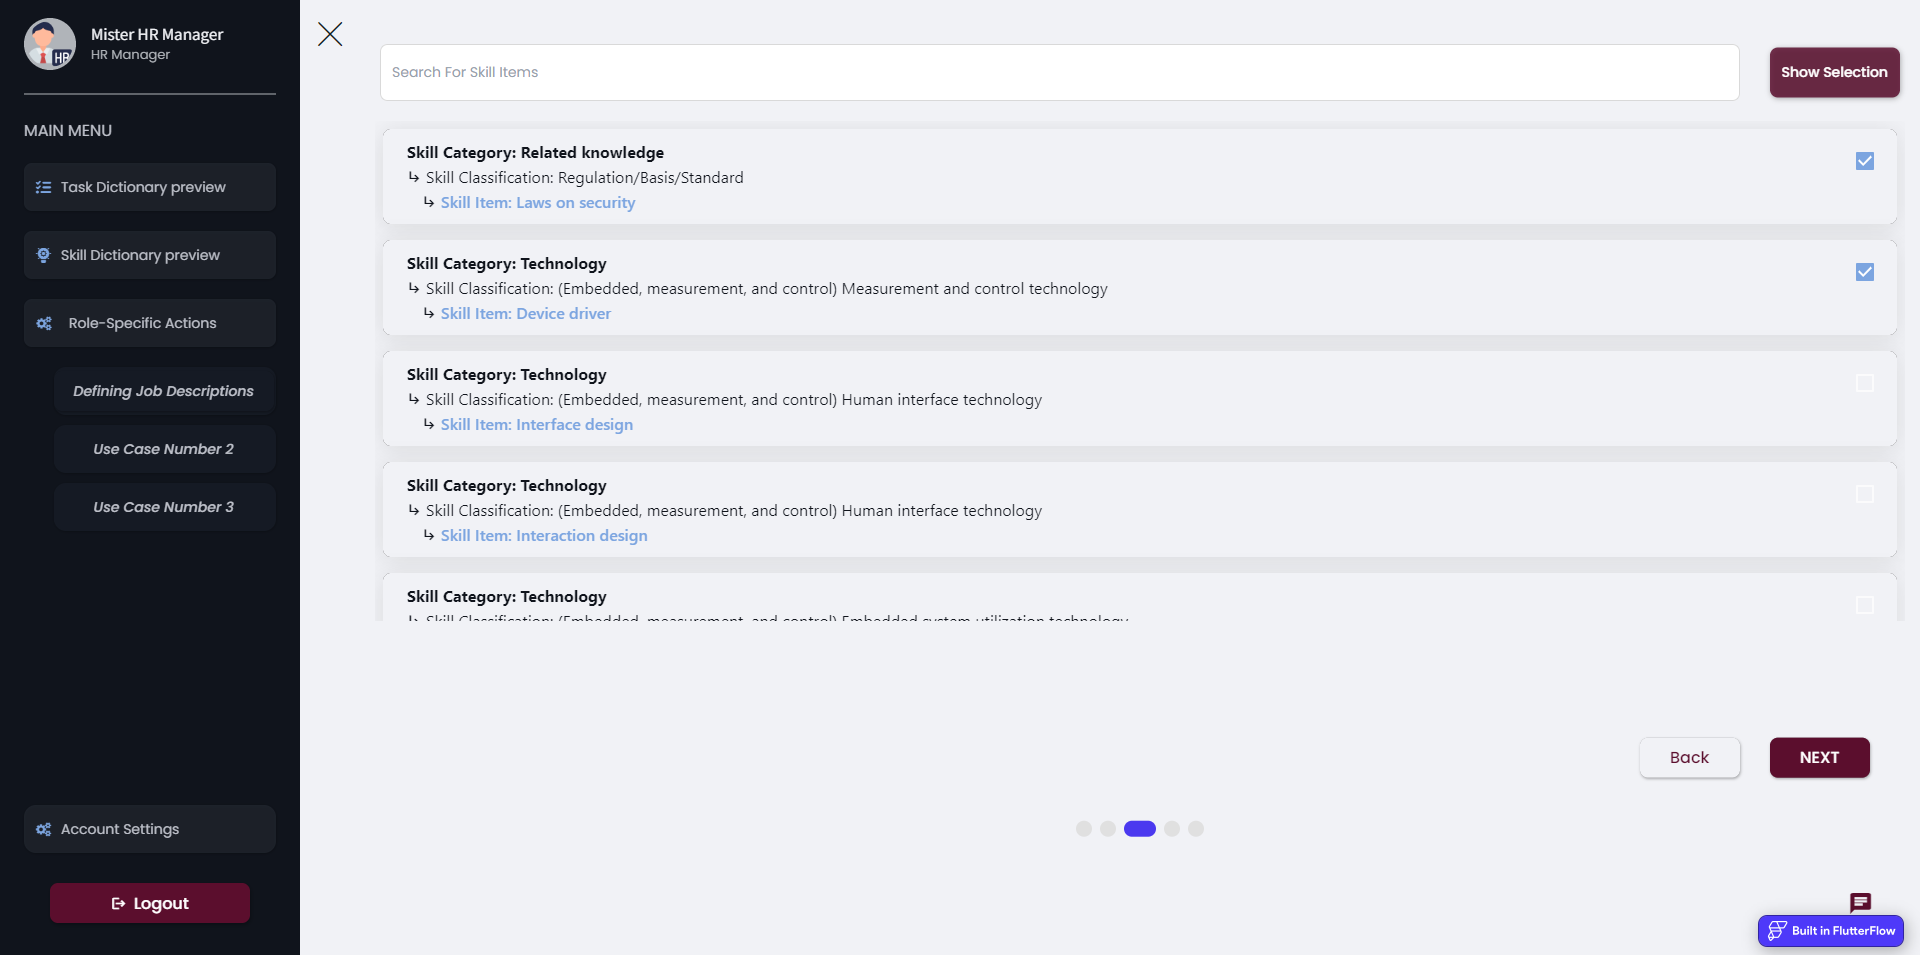 Mister HR Manager
HR Manager
HR
MAIN MENU
Task Dictionary preview
Skill Dictionary preview
Role-Specific Actions
Defining Job Descriptions
Use Case Number 2
Use Case Number 3
Account Settings
Logout
Search For Skill Items
Show Selection
Skill Category: Related knowledge
↳ Skill Classification: Regulation/Basis/Standard
↳ Skill Item: Laws on security
Skill Category: Technology
↳ Skill Classification: (Embedded, measurement, and control) Measurement and control technology
↳ Skill Item: Device driver
Skill Category: Technology
↳ Skill Classification: (Embedded, measurement, and control) Human interface technology
↳ Skill Item: Interface design
Skill Category: Technology
↳ Skill Classification: (Embedded, measurement, and control) Human interface technology
↳ Skill Item: Interaction design
Skill Category: Technology
↳ Skill Classification: (Embedded, measurement, and control) Embedded system utilization technology
Back
NEXT
Built in FlutterFlow